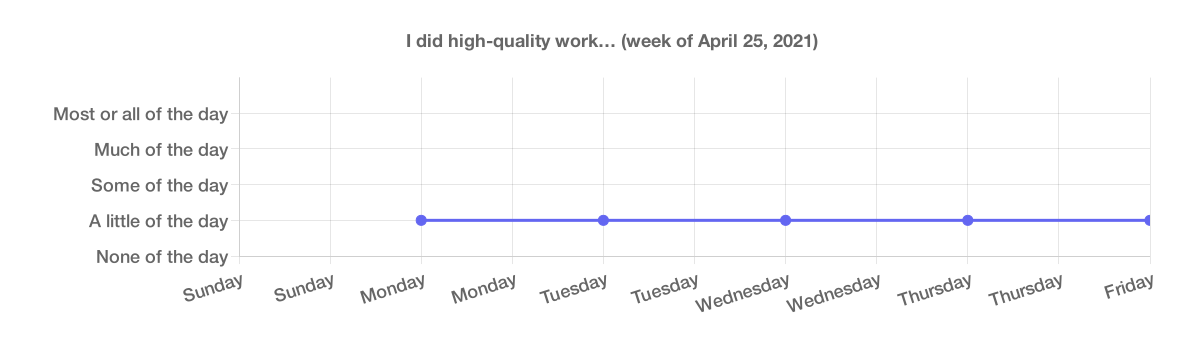 I did high-quality work... (week of April 25, 2021)
Most or all of the day
Much of the day
Some of the day
A little of the day
None of the day
Sunday Sunday Monday Monday Tuesday Tuesday Wednesday Wednesday Thursday Thursday Friday